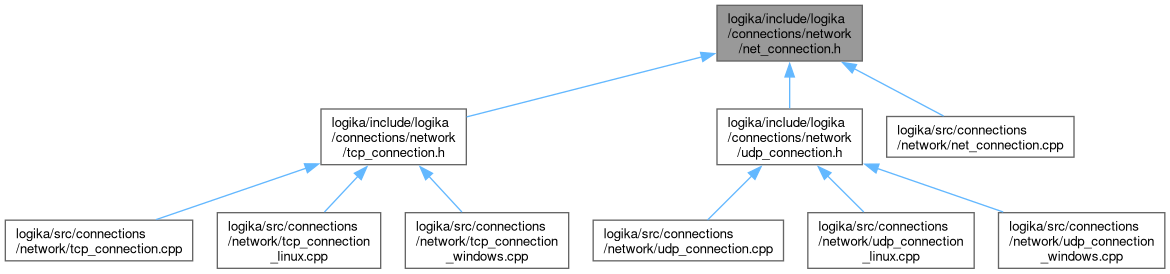 logika/include/logika
/connections/network
/net_connection.h
logika/include/logika
/connections/network
/tcp_connection.h
logika/include/logika
/connections/network
/udp_connection.h
logika/src/connections
/network/net_connection.cpp
logika/src/connections
/network/tcp_connection.cpp
logika/src/connections
/network/tcp_connection
_linux.cpp
logika/src/connections
/network/tcp_connection
_windows.cpp
logika/src/connections
/network/udp_connection.cpp
logika/src/connections
/network/udp_connection
_linux.cpp
logika/src/connections
/network/udp_connection
_windows.cpp